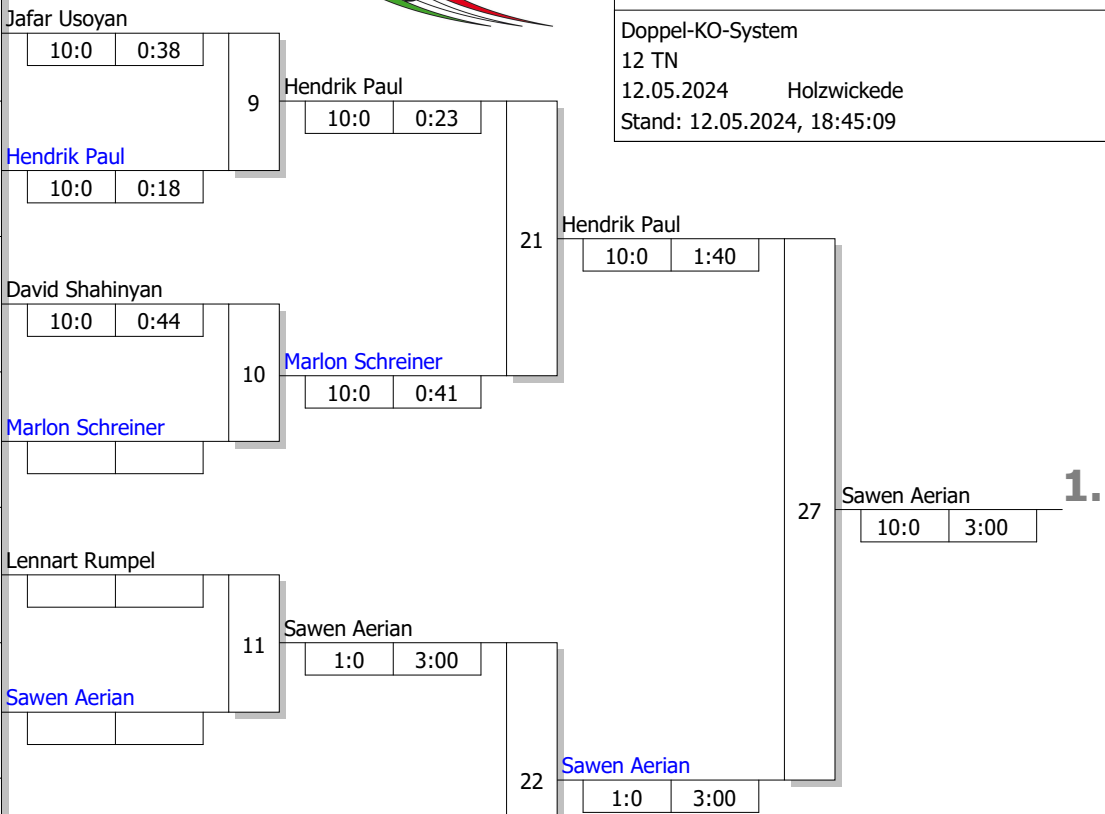 Jafar Usoyan
10:0 0:38
9
Hendrik Paul
10:0 0:23
Hendrik Paul
10:0 0:18
Doppel-KO-System
12 TN
12.05.2024 Holzwickede
Stand: 12.05.2024, 18:45:09
21
Hendrik Paul
10:0 1:40
David Shahinyan
10:0 0:44
10
Marlon Schreiner
10:0 0:41
Marlon Schreiner
27
Sawen Aerian
10:0 3:00
1.
Lennart Rumpel
11
Sawen Aerian
1:0 3:00
Sawen Aerian
22
Sawen Aerian
1:0 3:00